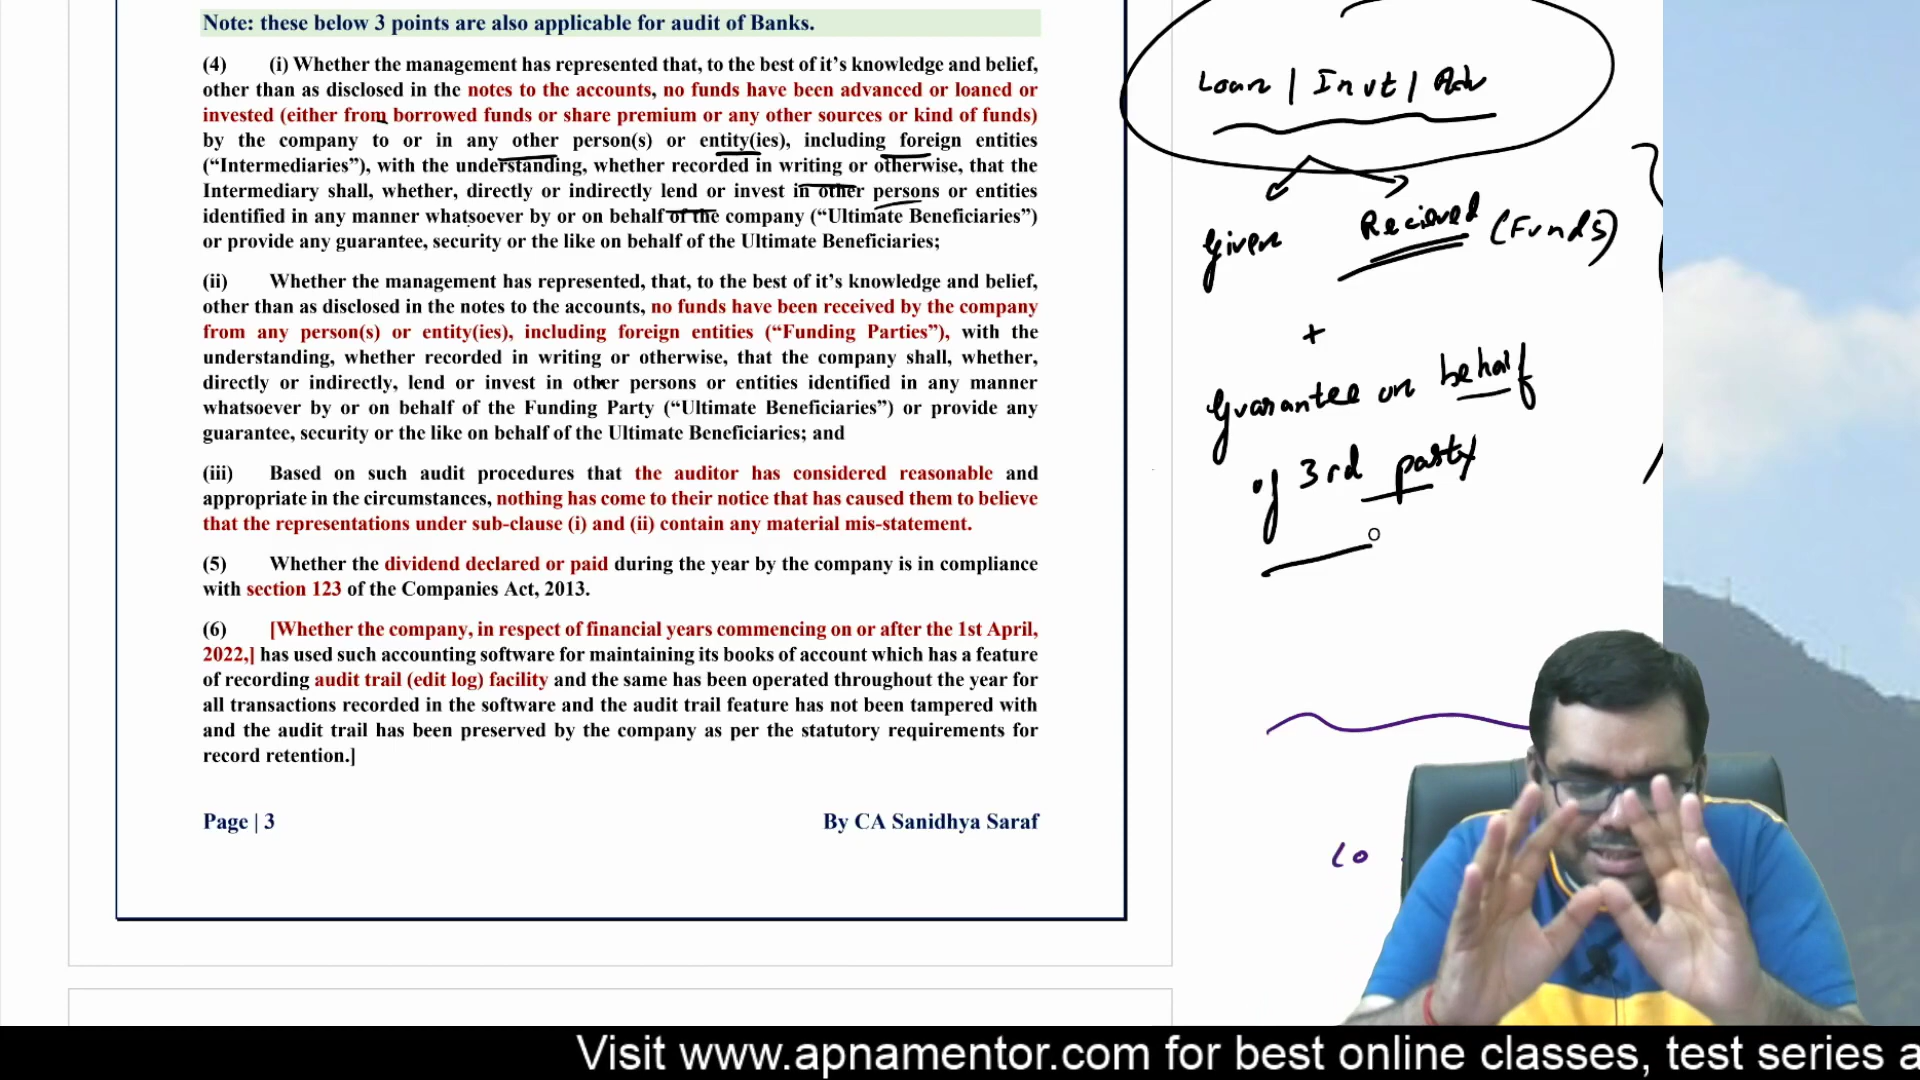 Note: these below 3 points are also applicable for audit of Banks.
(4) (i) Whether the management has represented that, to the best of it’s knowledge and belief,
other than as disclosed in the notes to the accounts, no funds have been advanced or loaned or
invested (either from borrowed funds or share premium or any other sources or kind of funds)
by the company to or in any other person(s) or entity(ies), including foreign entities
(“Intermediaries”), with the understanding, whether recorded in writing or otherwise, that the
Intermediary shall, whether, directly or indirectly lend or invest in other persons or entities
identified in any manner whatsoever by or on behalf of the company (“Ultimate Beneficiaries”)
or provide any guarantee, security or the like on behalf of the Ultimate Beneficiaries;
(ii) Whether the management has represented, that, to the best of it’s knowledge and belief,
other than as disclosed in the notes to the accounts, no funds have been received by the company
from any person(s) or entity(ies), including foreign entities (“Funding Parties”), with the
understanding, whether recorded in writing or otherwise, that the company shall, whether,
directly or indirectly, lend or invest in other persons or entities identified in any manner
whatsoever by or on behalf of the Funding Party (“Ultimate Beneficiaries”) or provide any
guarantee, security or the like on behalf of the Ultimate Beneficiaries; and
(iii) Based on such audit procedures that the auditor has considered reasonable and
appropriate in the circumstances, nothing has come to their notice that has caused them to believe
that the representations under sub-clause (i) and (ii) contain any material mis-statement.
(5) Whether the dividend declared or paid during the year by the company is in compliance
with section 123 of the Companies Act, 2013.
(6) [Whether the company, in respect of financial years commencing on or after the 1st April,
2022,] has used such accounting software for maintaining its books of account which has a feature
of recording audit trail (edit log) facility and the same has been operated throughout the year for
all transactions recorded in the software and the audit trail feature has not been tampered with
and the audit trail has been preserved by the company as per the statutory requirements for
record retention.]
Page | 3 By CA Sanidhya Saraf
Loan | Invt | Adv
Given Recieved (Funds)
+
Guarantee on behalf
of 3rd party
Visit www.apnamentor.com for best online classes, test series a